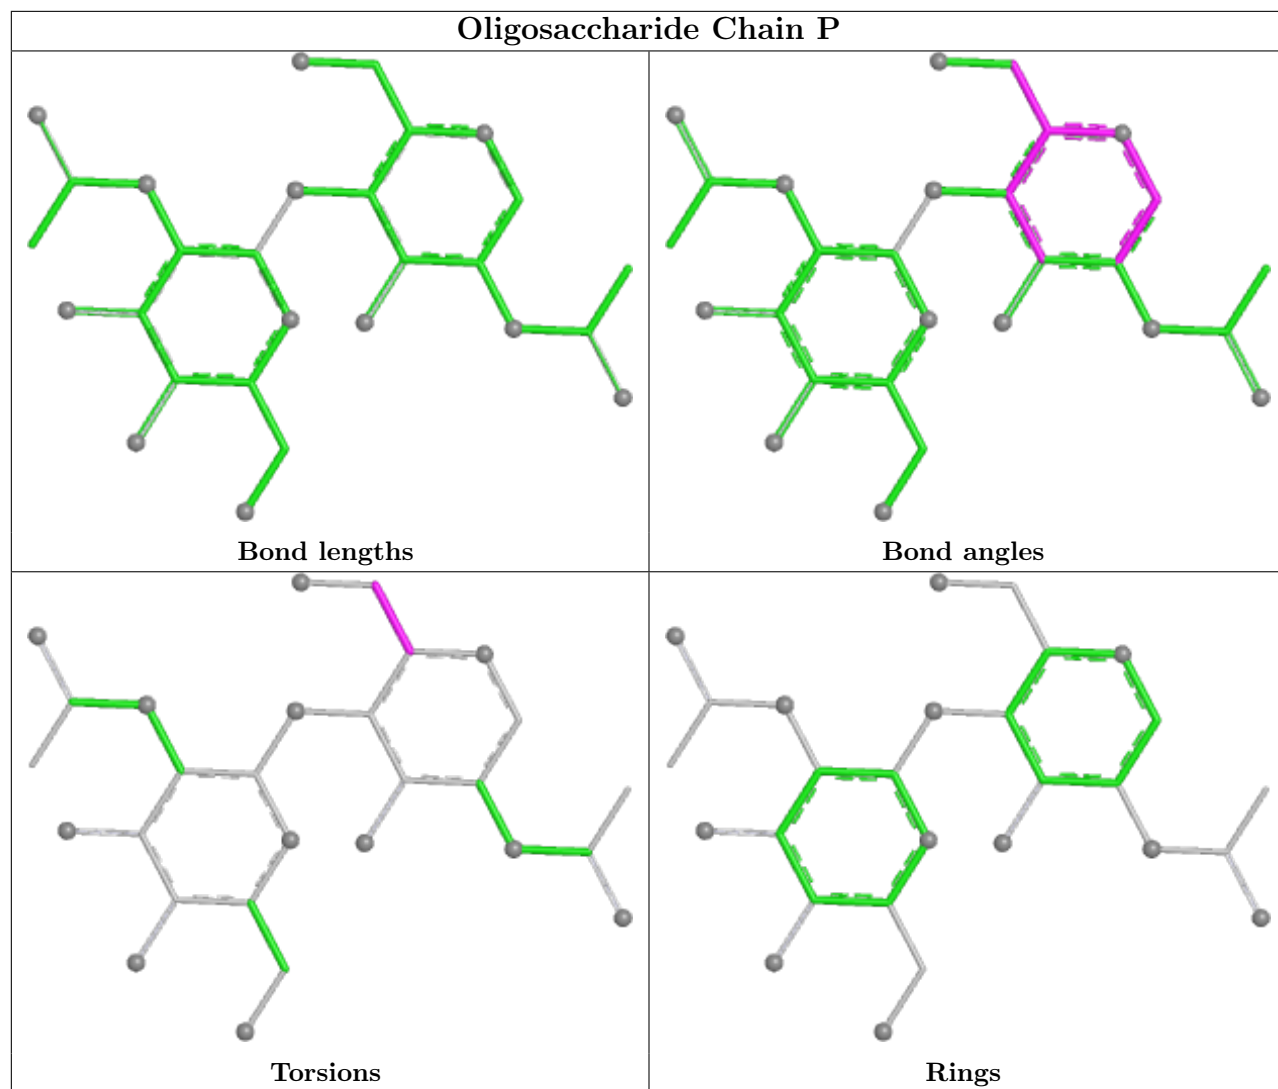 Oligosaccharide Chain P
Bond lengths
Bond angles
Torsions
Rings